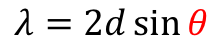 λ = 2d sin θ